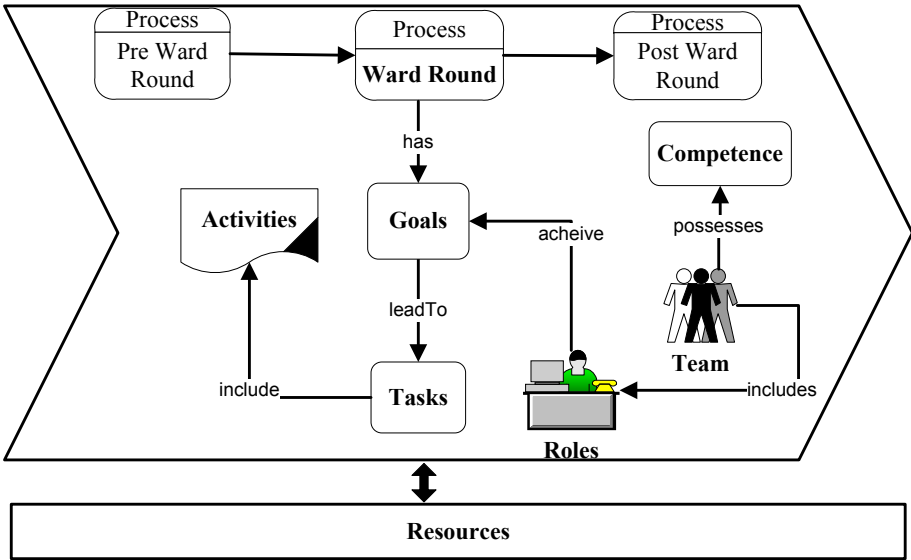 Process
Pre Ward
Round
Process
Ward Round
Process
Post Ward
Round
has
Competence
Activities
Goals
acheive
possesses
leadTo
Team
include
Tasks
includes
Roles
Resources